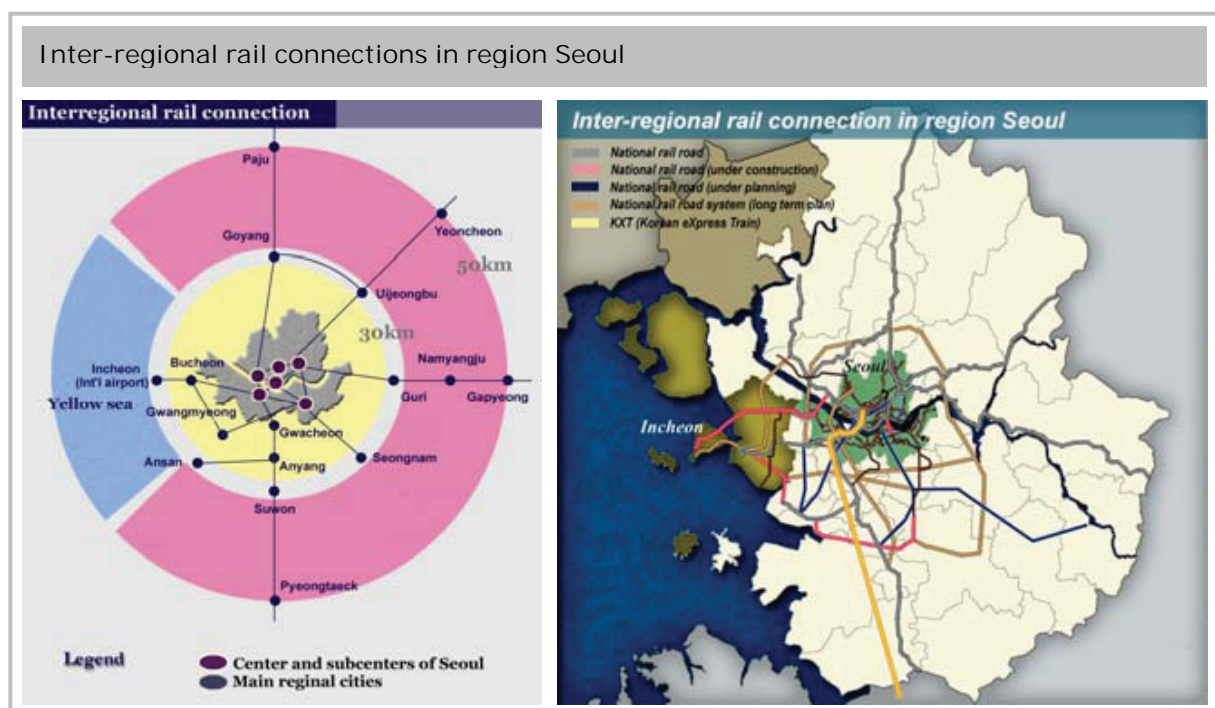 Inter-regional rail connections in region Seoul
Interregional rail connection
Paju
Goyang
Yeoncheon
50km
Uijeongbu
30km
Incheon
(Int'l airport)
Bucheon
Namyangju
Yellow sea
Gwangmyeong
Guri
Gapyeong
Gwacheon
Ansan
Anyang
Seongnam
Suwon
Pyeongtaeck
Legend
Center and subcenters of Seoul
Main reginal cities
Inter-regional rail connection in region Seoul
National rail road
National rail road (under construction)
National rail road (under planning)
National rail road system (long term plan)
KXT (Korean eXpress Train)
Seoul
Incheon